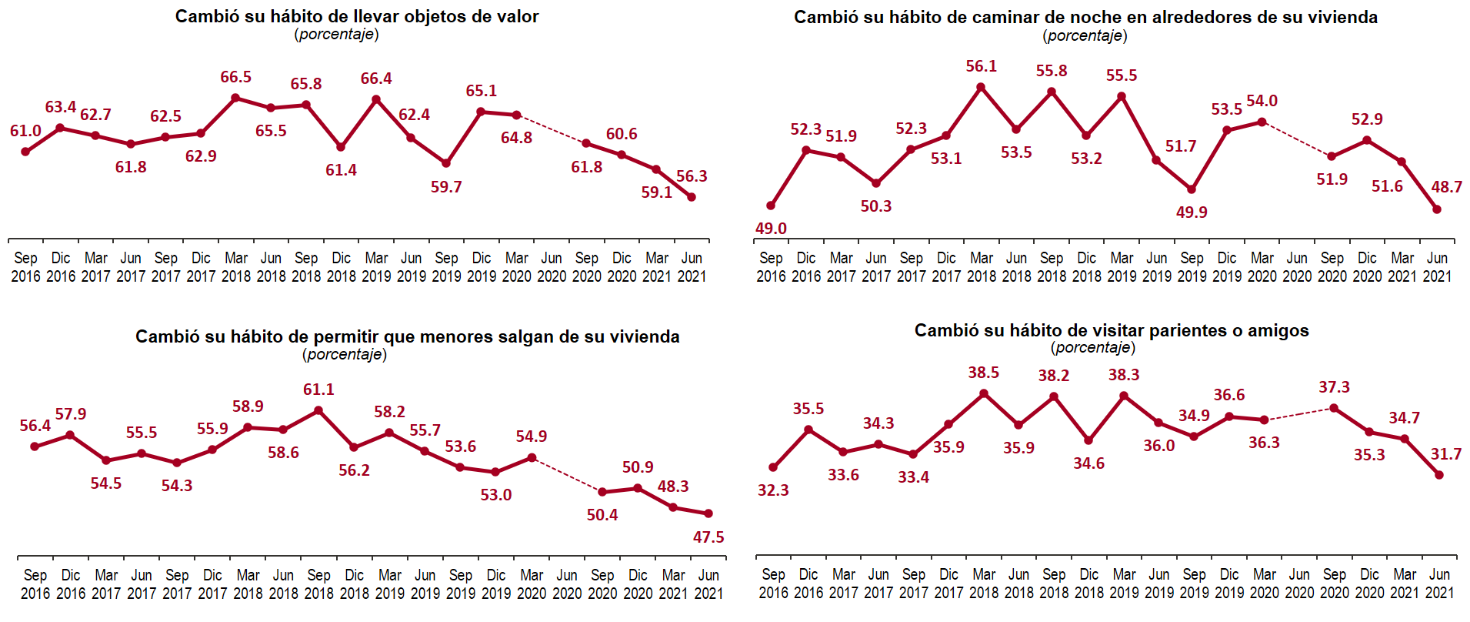 Cambió su hábito de llevar objetos de valor
(porcentaje)
61.0 63.4 62.7 61.8 62.5 62.9 66.5 65.5 65.8 61.4 66.4 62.4 59.7 65.1 64.8 61.8 60.6 59.1 56.3
Sep Dic Mar Jun Sep Dic Mar Jun Sep Dic Mar Jun Sep Dic Mar Jun Sep Dic Mar Jun
2016 2016 2017 2017 2017 2017 2018 2018 2018 2018 2019 2019 2019 2019 2020 2020 2020 2020 2021 2021
Cambió su hábito de caminar de noche en alrededores de su vivienda
(porcentaje)
49.0 52.3 51.9 50.3 52.3 53.1 56.1 53.5 55.8 53.2 55.5 51.7 49.9 53.5 54.0 51.9 52.9 51.6 48.7
Sep Dic Mar Jun Sep Dic Mar Jun Sep Dic Mar Jun Sep Dic Mar Jun Sep Dic Mar Jun
2016 2016 2017 2017 2017 2017 2018 2018 2018 2018 2019 2019 2019 2019 2020 2020 2020 2020 2021 2021
Cambió su hábito de permitir que menores salgan de su vivienda
(porcentaje)
56.4 57.9 54.5 55.5 54.3 55.9 58.9 58.6 61.1 56.2 58.2 55.7 53.6 53.0 54.9 50.4 50.9 48.3 47.5
Sep Dic Mar Jun Sep Dic Mar Jun Sep Dic Mar Jun Sep Dic Mar Jun Sep Dic Mar Jun
2016 2016 2017 2017 2017 2017 2018 2018 2018 2018 2019 2019 2019 2019 2020 2020 2020 2020 2021 2021
Cambió su hábito de visitar parientes o amigos
(porcentaje)
32.3 35.5 33.6 34.3 33.4 35.9 38.5 35.9 38.2 34.6 38.3 36.0 34.9 36.6 36.3 37.3 35.3 34.7 31.7
Sep Dic Mar Jun Sep Dic Mar Jun Sep Dic Mar Jun Sep Dic Mar Jun Sep Dic Mar Jun
2016 2016 2017 2017 2017 2017 2018 2018 2018 2018 2019 2019 2019 2019 2020 2020 2020 2020 2021 2021